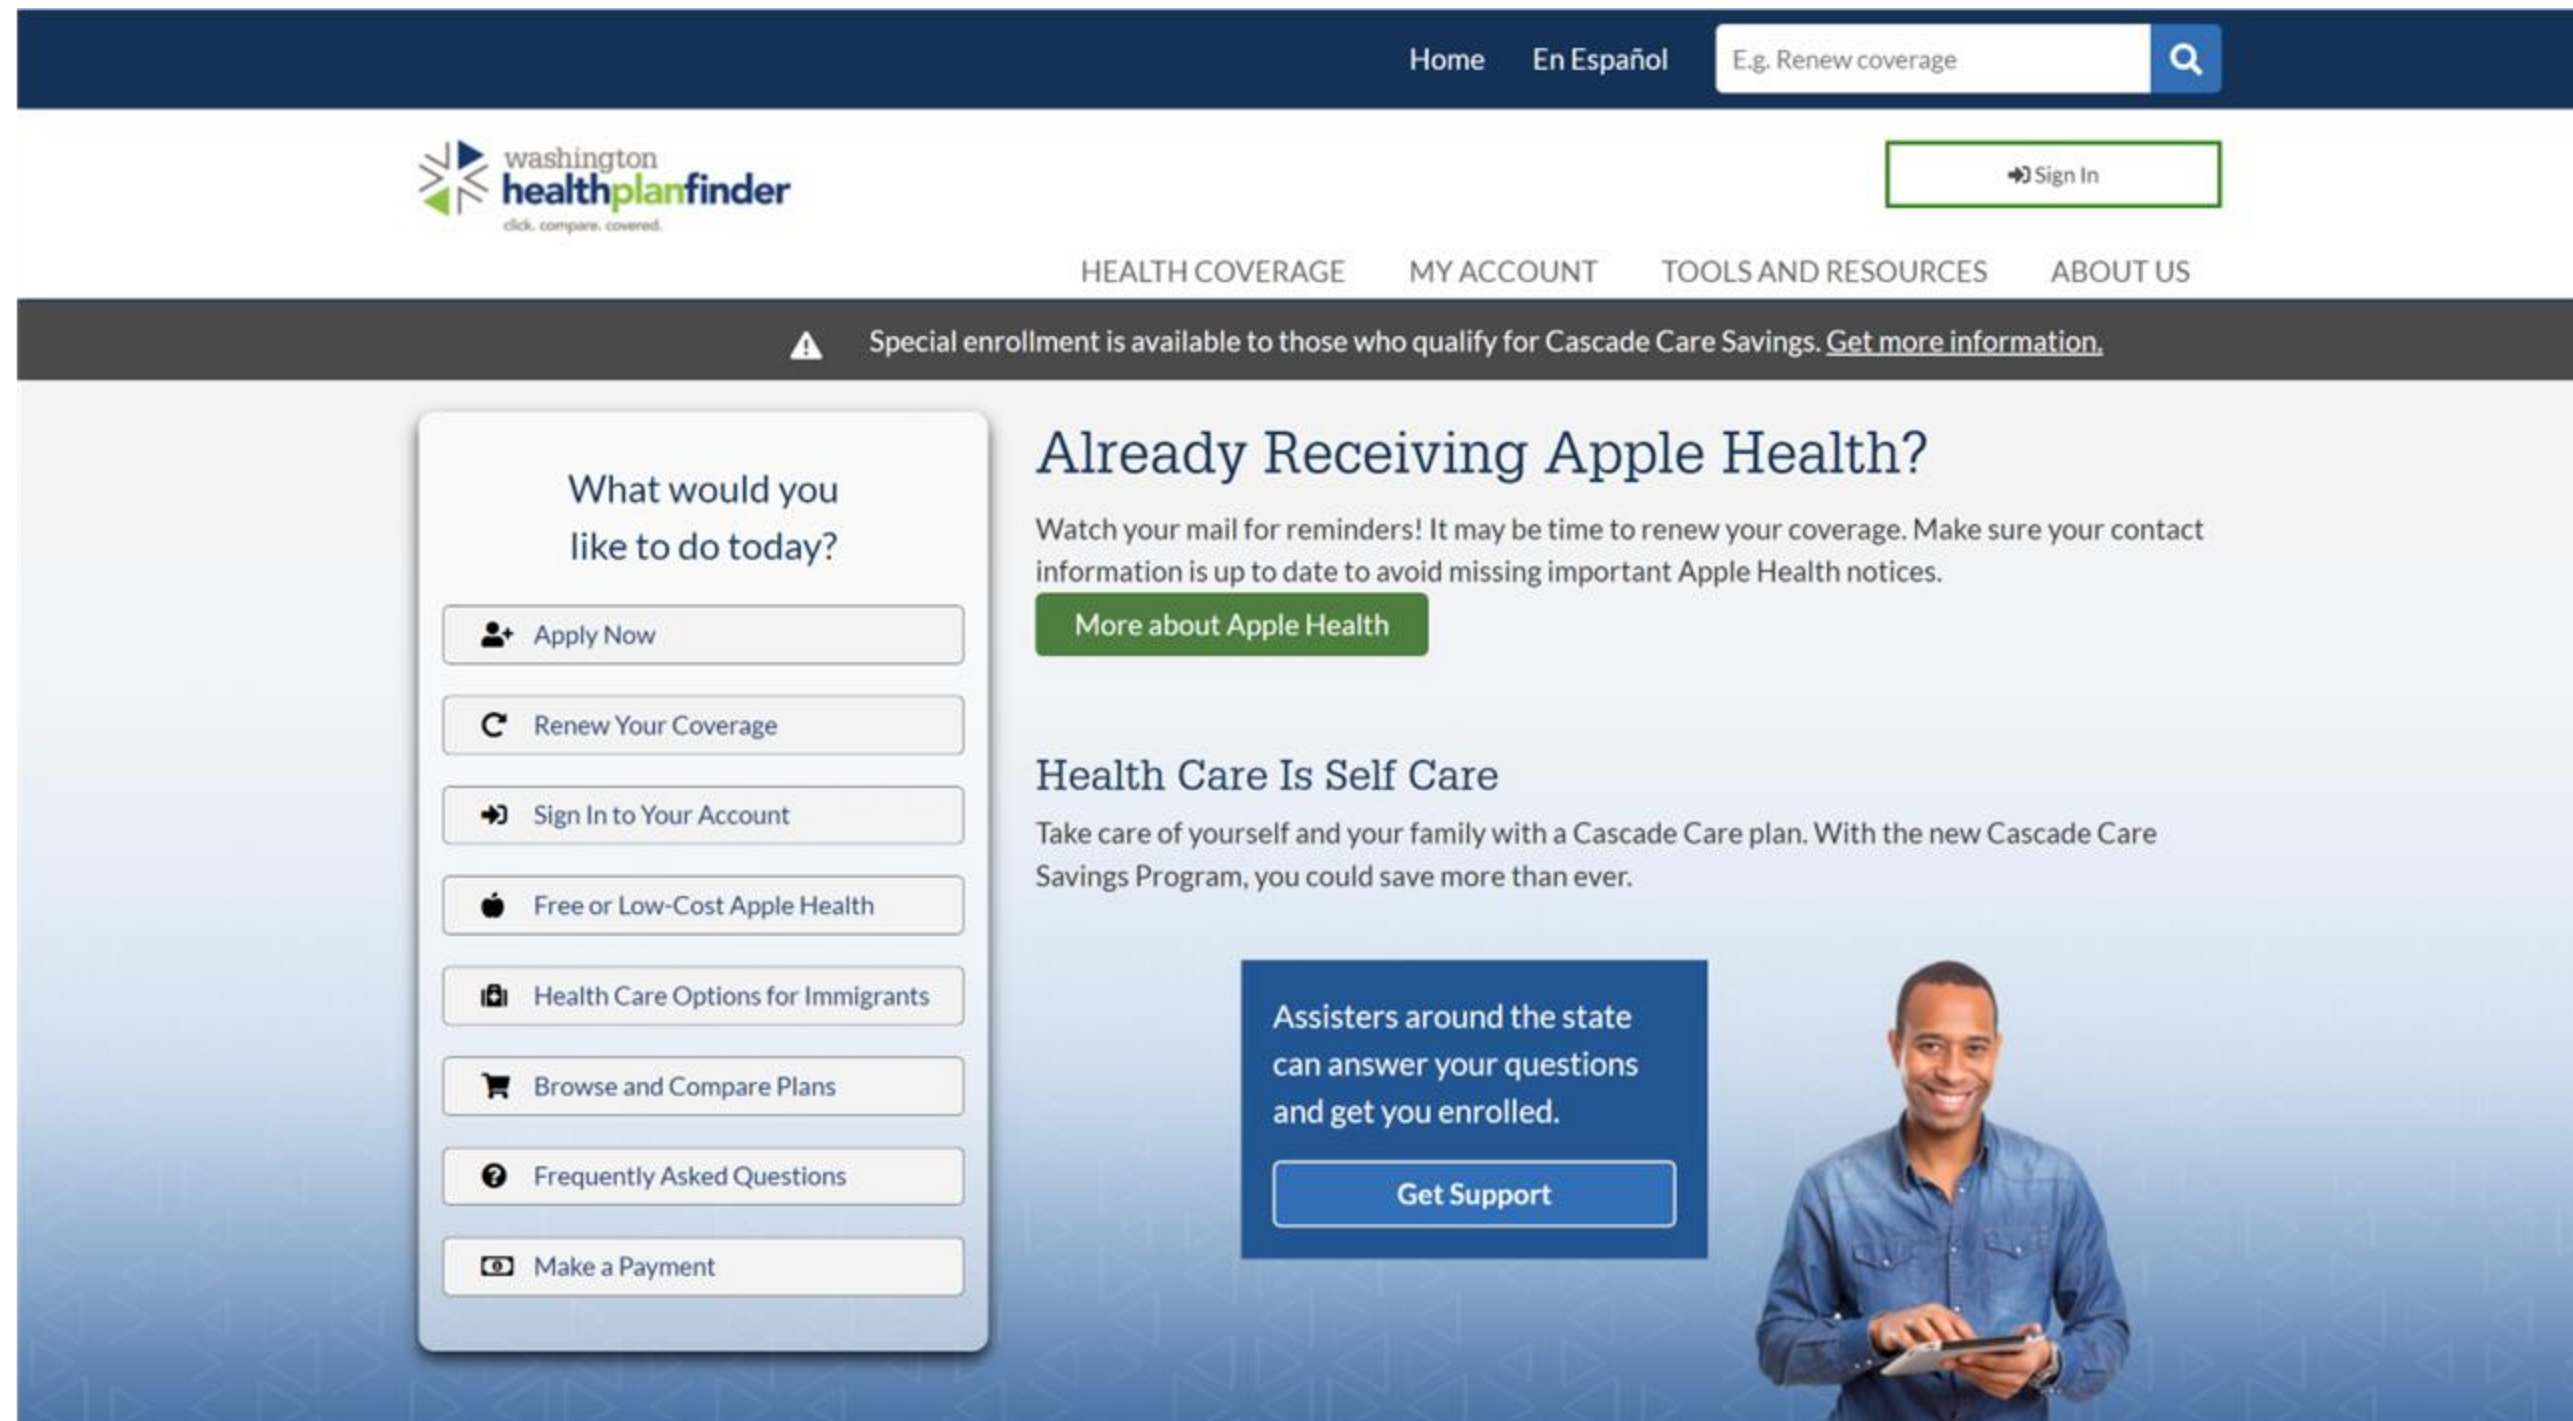 Home En Español E.g. Renew coverage
washington
healthplanfinder
click. compare. covered.
Sign In
HEALTH COVERAGE MY ACCOUNT TOOLS AND RESOURCES ABOUT US
Special enrollment is available to those who qualify for Cascade Care Savings. Get more information.
What would you
like to do today?
Apply Now
Renew Your Coverage
Sign In to Your Account
Free or Low-Cost Apple Health
Health Care Options for Immigrants
Browse and Compare Plans
Frequently Asked Questions
Make a Payment
Already Receiving Apple Health?
Watch your mail for reminders! It may be time to renew your coverage. Make sure your contact
information is up to date to avoid missing important Apple Health notices.
More about Apple Health
Health Care Is Self Care
Take care of yourself and your family with a Cascade Care plan. With the new Cascade Care
Savings Program, you could save more than ever.
Assisters around the state
can answer your questions
and get you enrolled.
Get Support